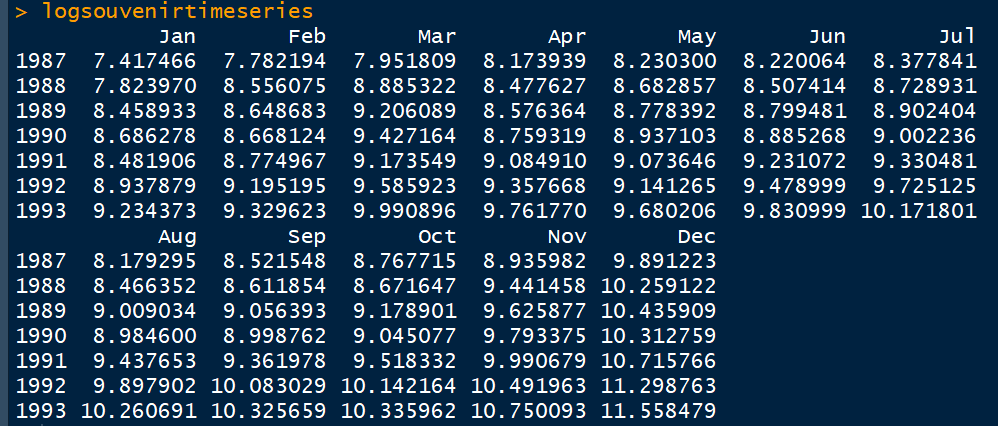 > logsouvenirtimeseries
Jan Feb Mar Apr May Jun Jul
1987 7.417466 7.782194 7.951809 8.173939 8.230300 8.220064 8.377841
1988 7.823970 8.556075 8.885322 8.477627 8.682857 8.507414 8.728931
1989 8.458933 8.648683 9.206089 8.576364 8.778392 8.799481 8.902404
1990 8.686278 8.668124 9.427164 8.759319 8.937103 8.885268 9.002236
1991 8.481906 8.774967 9.173549 9.084910 9.073646 9.231072 9.330481
1992 8.937879 9.195195 9.585923 9.357668 9.141265 9.478999 9.725125
1993 9.234373 9.329623 9.990896 9.761770 9.680206 9.830999 10.171801
Aug Sep Oct Nov Dec
1987 8.179295 8.521548 8.767715 8.935982 9.891223
1988 8.466352 8.611854 8.671647 9.441458 10.259122
1989 9.009034 9.056393 9.178901 9.625877 10.435909
1990 8.984600 8.998762 9.045077 9.793375 10.312759
1991 9.437653 9.361978 9.518332 9.990679 10.715766
1992 9.897902 10.083029 10.142164 10.491963 11.298763
1993 10.260691 10.325659 10.335962 10.750093 11.558479